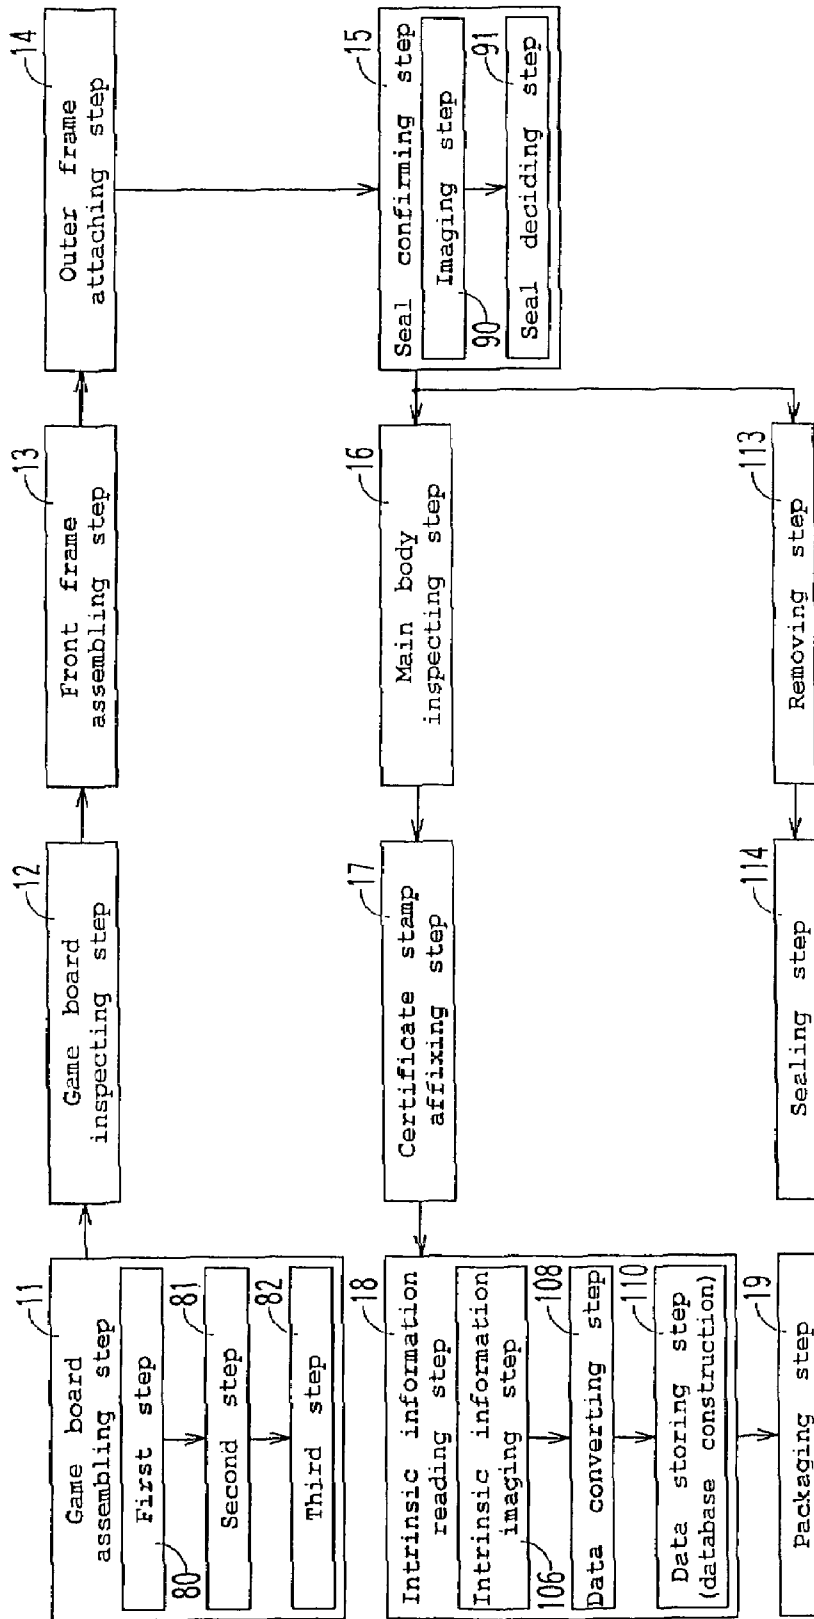 11
Game board
assembling step
First step
80
Second step
81
Third step
82
12
Game board
inspecting step
13
Front frame
assembling step
14
Outer frame
attaching step
15
Seal confirming step
Imaging step
90
Seal deciding step
91
16
Main body
inspecting step
17
Certificate stamp
affixing step
18
Intrinsic information
reading step
Intrinsic information
imaging step
106
Data converting step
108
Data storing step
(database construction)
110
Packaging step
19
Removing step
113
Sealing step
114